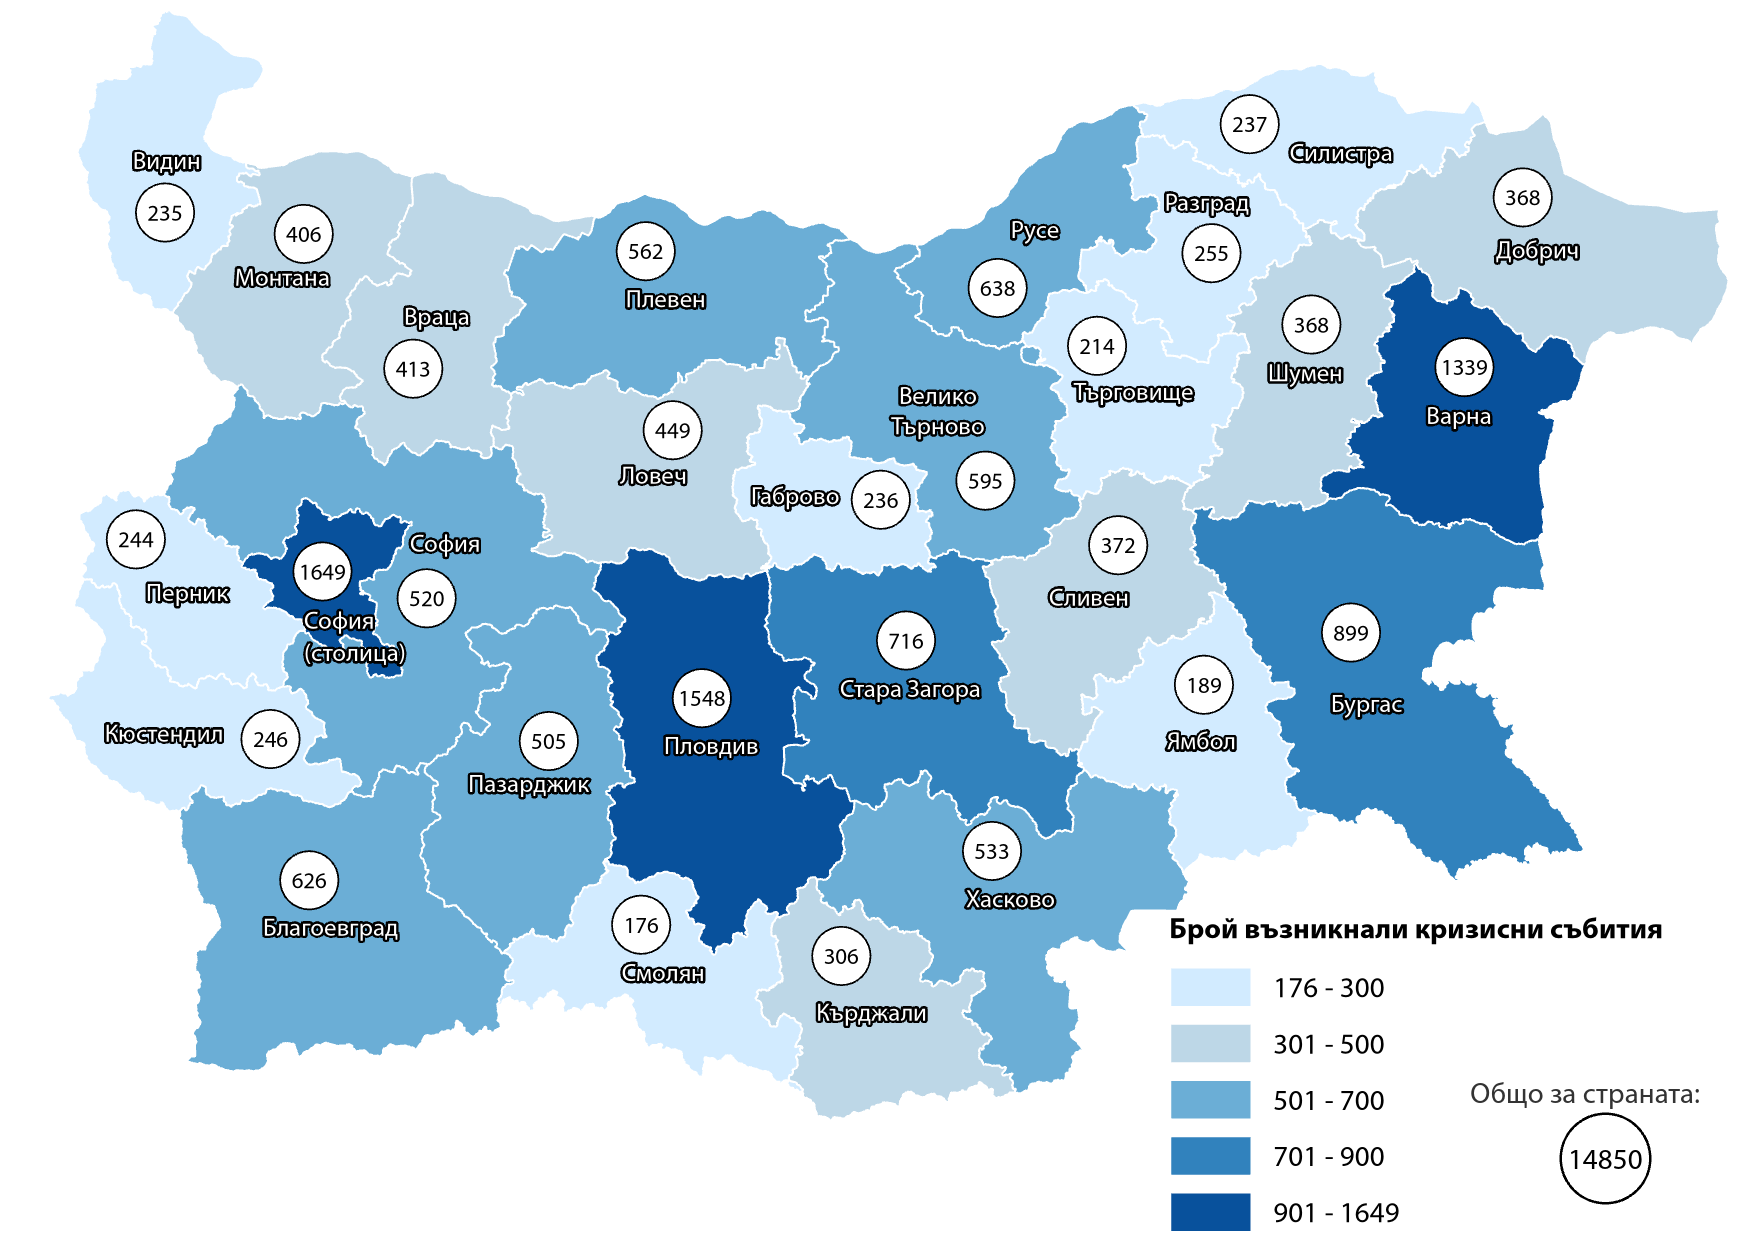 237
Силистра
Видин
235
368
Добрич
Разград
255
Русе
638
406
Монтана
562
Плевен
Враца
413
368
Шумен
214
Търговище
1339
Варна
Велико
Търново
595
449
Ловеч
Габрово
236
244
Перник
София
520
1649
София
(столица)
372
Сливен
716
Стара Загора
899
Бургас
189
Ямбол
1548
Пловдив
Кюстендил
246
505
Пазарджик
533
Хасково
626
Благоевград
176
Смолян
306
Кърджали
Брой възникнали кризисни събития
176 - 300
301 - 500
501 - 700
701 - 900
901 - 1649
Общо за страната:
14850